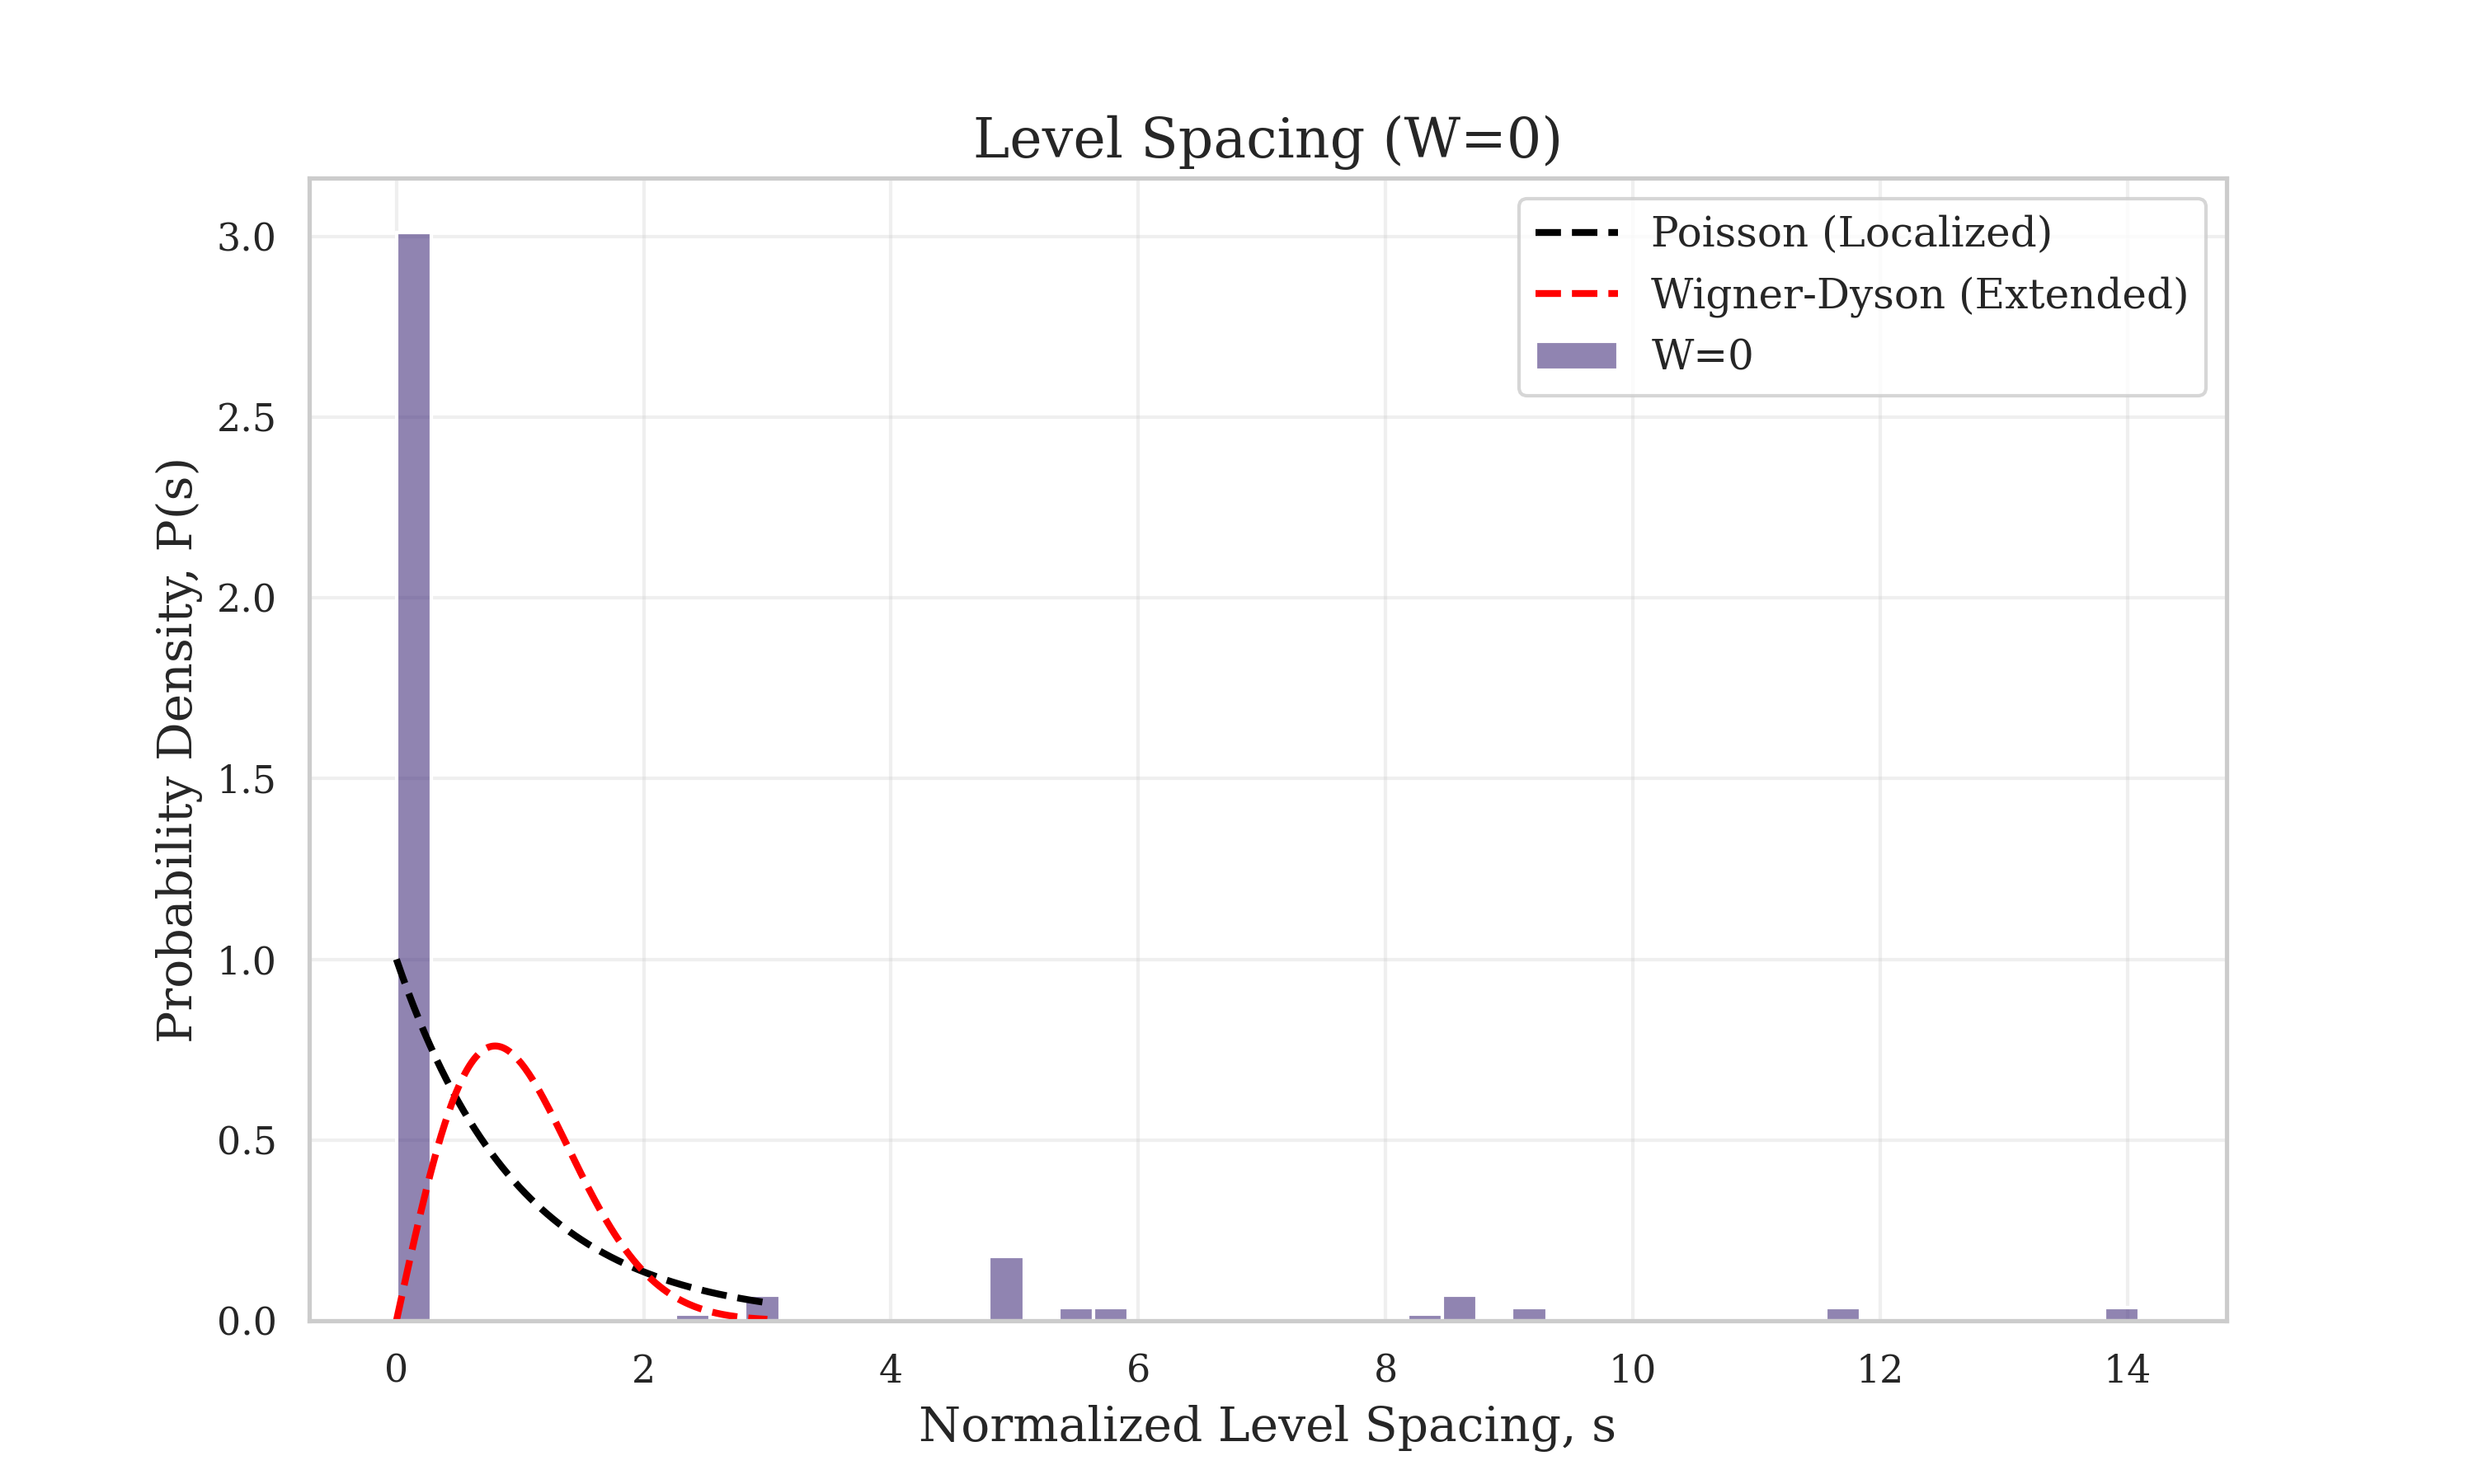 Level Spacing (W=0)
Poisson (Localized)
Wigner-Dyson (Extended)
W=0
Probability Density, P(s)
3.0
2.5
2.0
1.5
1.0
0.5
0.0
0 2 4 6 8 10 12 14
Normalized Level Spacing, s